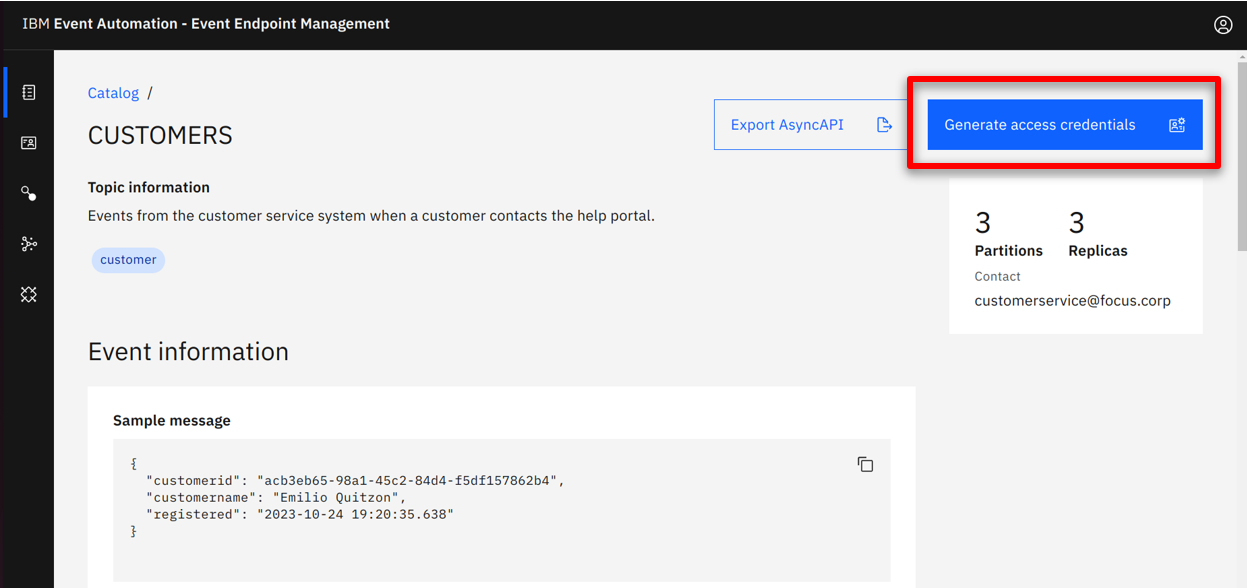 IBM Event Automation - Event Endpoint Management
Catalog /
CUSTOMERS
Export AsyncAPI
Generate access credentials
Topic information
Events from the customer service system when a customer contacts the help portal.
customer
3 3
Partitions Replicas
Contact
customerservice@focus.corp
Event information
Sample message
{
"customerid": "acb3eb65-98a1-45c2-84d4-f5df157862b4",
"customername": "Emilio Quitzon",
"registered": "2023-10-24 19:20:35.638"
}